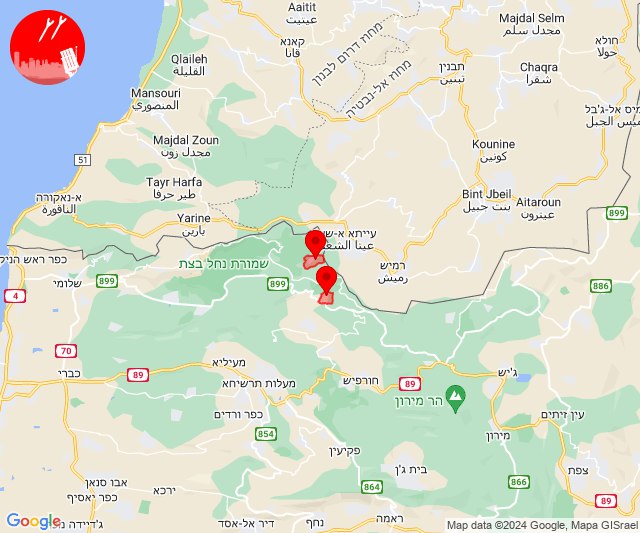 Aaitit
عيتيت
Majdal Selm
مجدل سلم
חולא
حولا
קאנא
قانا
מחוז דרום לבנון
Qlaileh
القليلة
תבנין
تبنين
Chaqra
شقرا
מחוז אל-נבטיה
Mansouri
المنصوري
מיס אל-ג'בל
ميس الجبل
Majdal Zoun
مجدل زون
Kounine
كونين
51
Tayr Harfa
طير حرفا
Bint Jbeil
بنت جبيل
Aitaroun
عيترون
א-נאקורה
الناقورة
Yarine
يارين
899
עייתא א-ש
عيتا الشع
כפר ראש הניק
שמורת נחל בצת
רמיש
رميش
שלומי
899
899
886
4
70
מעיליא
ג'יש
89
כברי
מעלות תרשיחא
חורפיש
89
הר מירון
כפר ורדים
עין זיתים
854
מירון
פקיעין
צפת
בית ג'ן
אבו סנאן
ירכא
כפר יאסיף
864
866
89
ראמה
ג'דיידה מ
דיר אל-אסד
נחף
Google
Map data ©2024 Google, Mapa GISrael